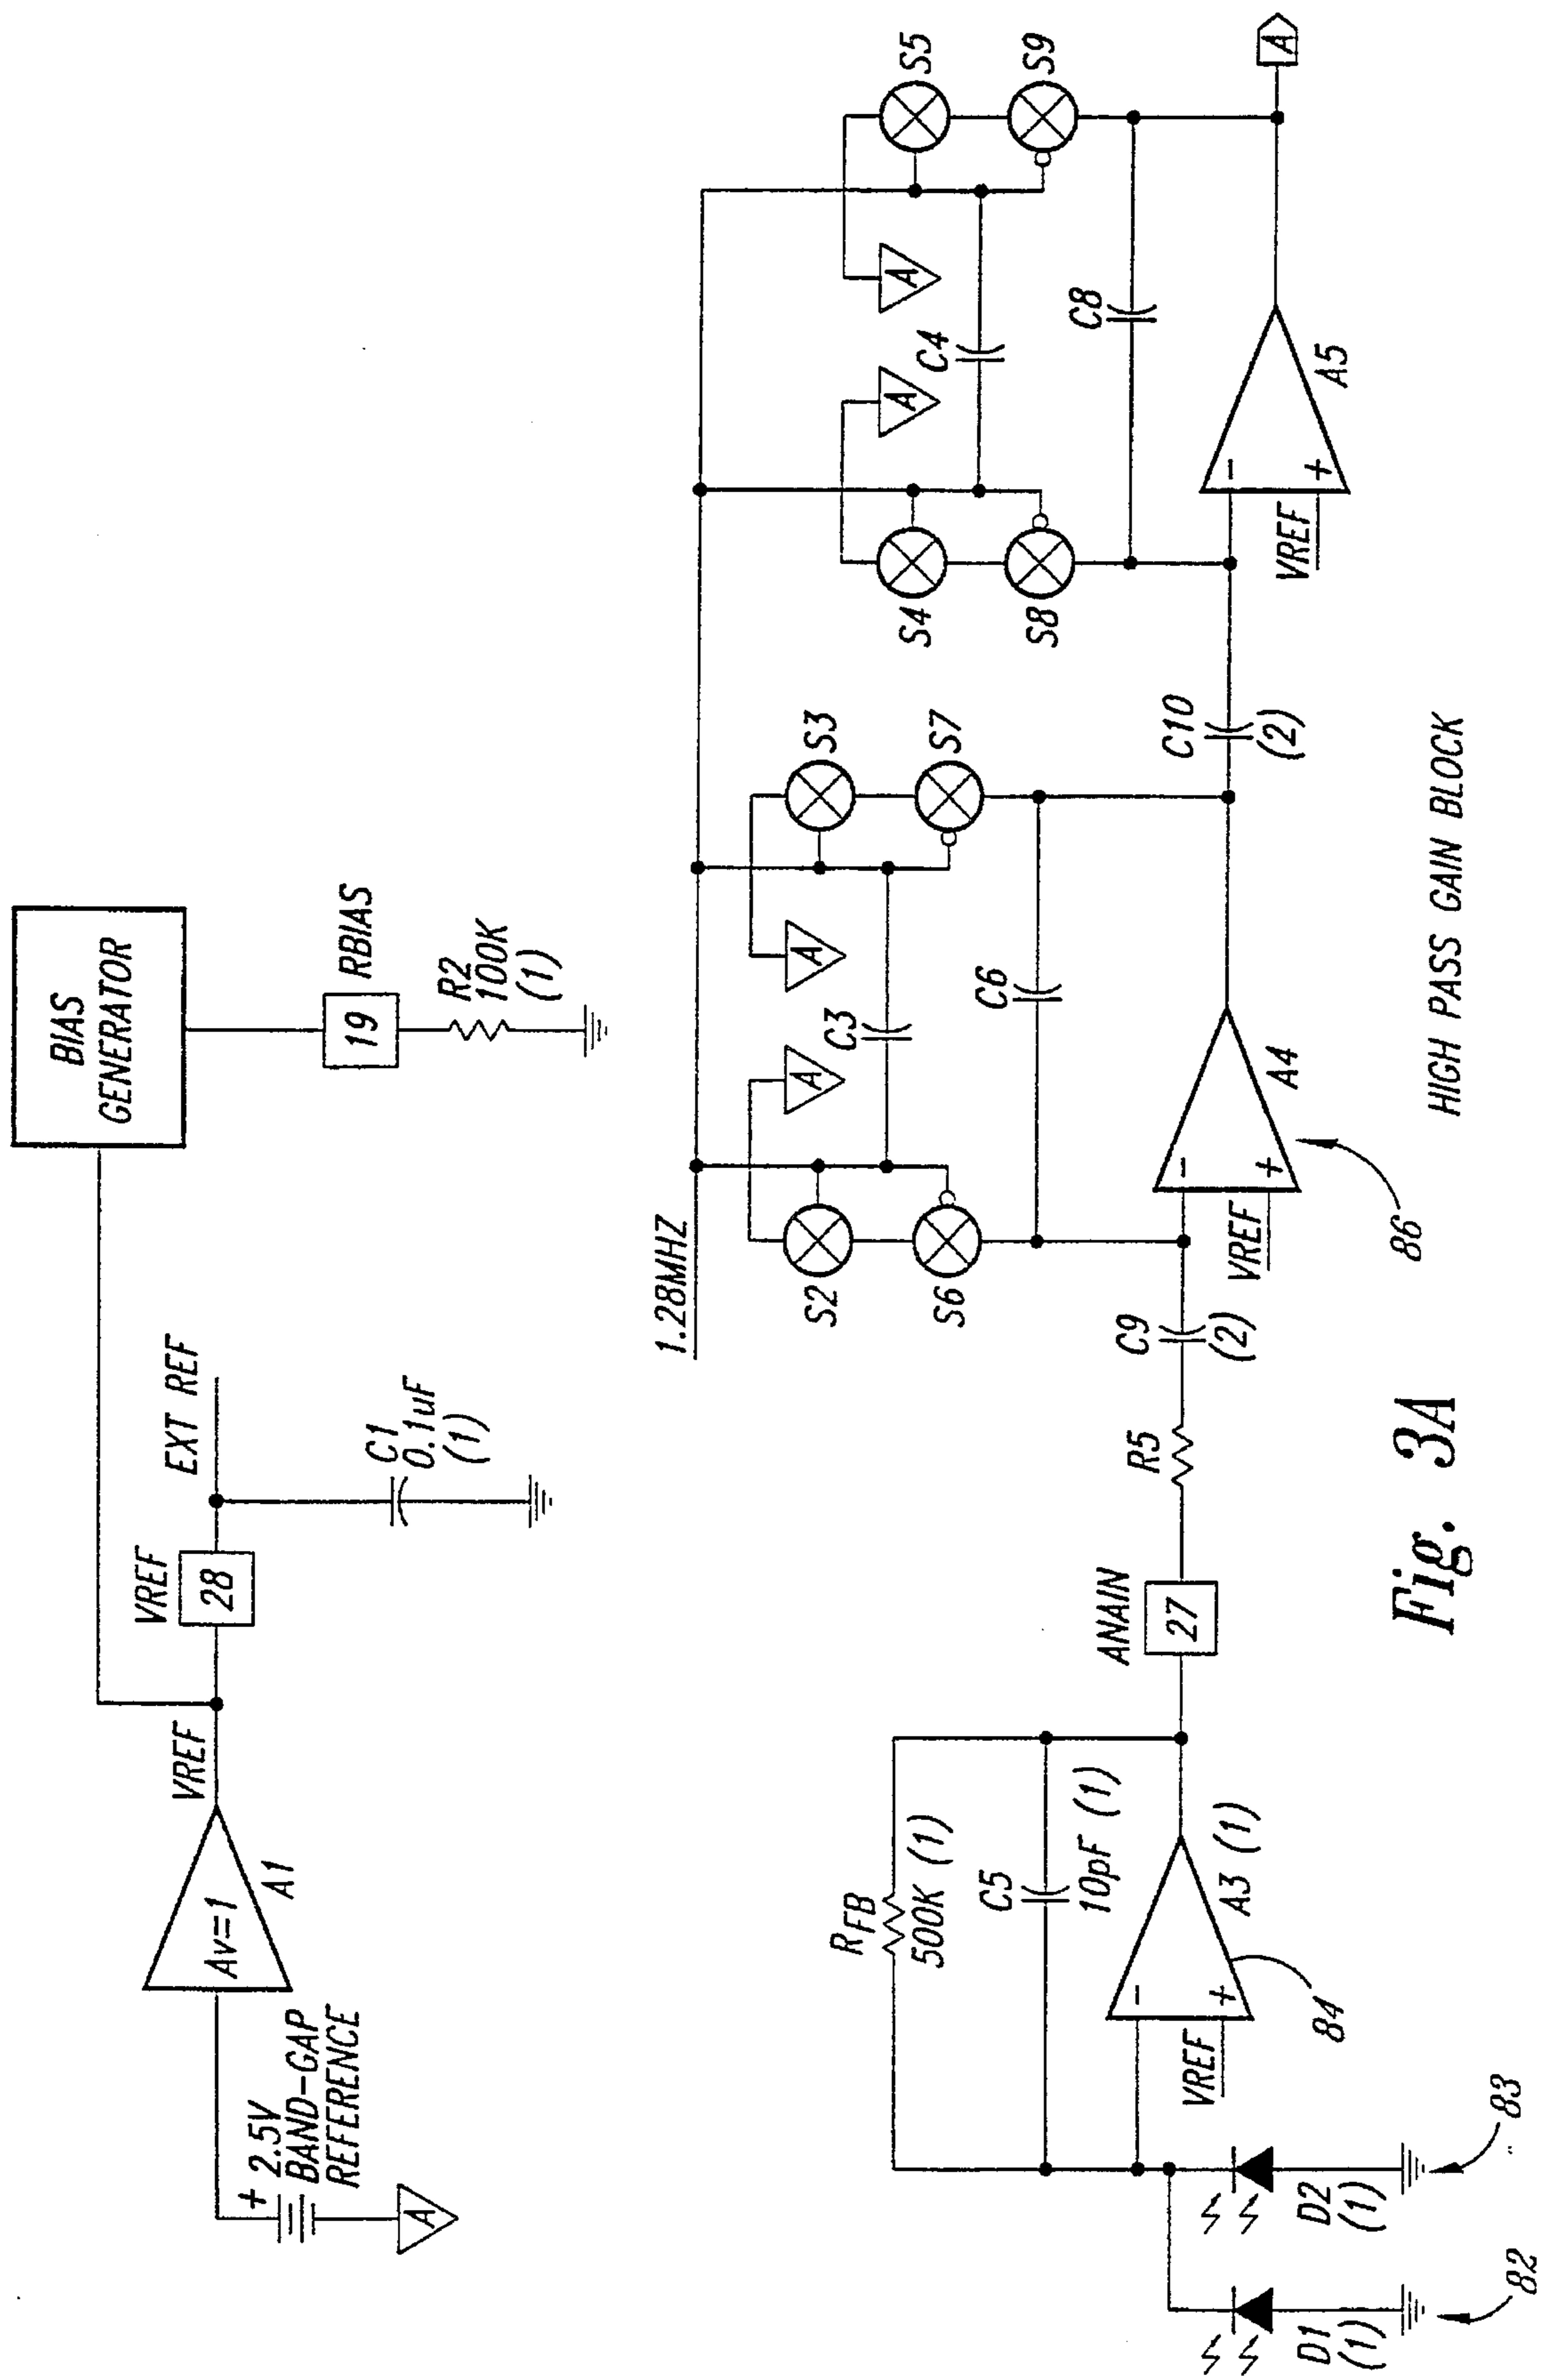 2.5V
BAND-GAP
REFERENCE
+
A
Av=1
A1
VREF
VREF
28
EXT REF
C1
0.1uF
(1)
BIAS
GENERATOR
19
RBIAS
R2
100K
(1)
1.28MHZ
S2
S6
A
A
C3
S3
S7
C6
S4
S8
A
A
C4
S5
S9
C8
RFB
500K (1)
C5
10pF (1)
-
+
VREF
A3 (1)
84
D1
(1)
82
D2
(1)
83
ANAIN
27
R5
C9
(2)
-
+
VREF
A4
86
C10
(2)
-
+
VREF
A5
A
HIGH PASS GAIN BLOCK
Fig. 3A